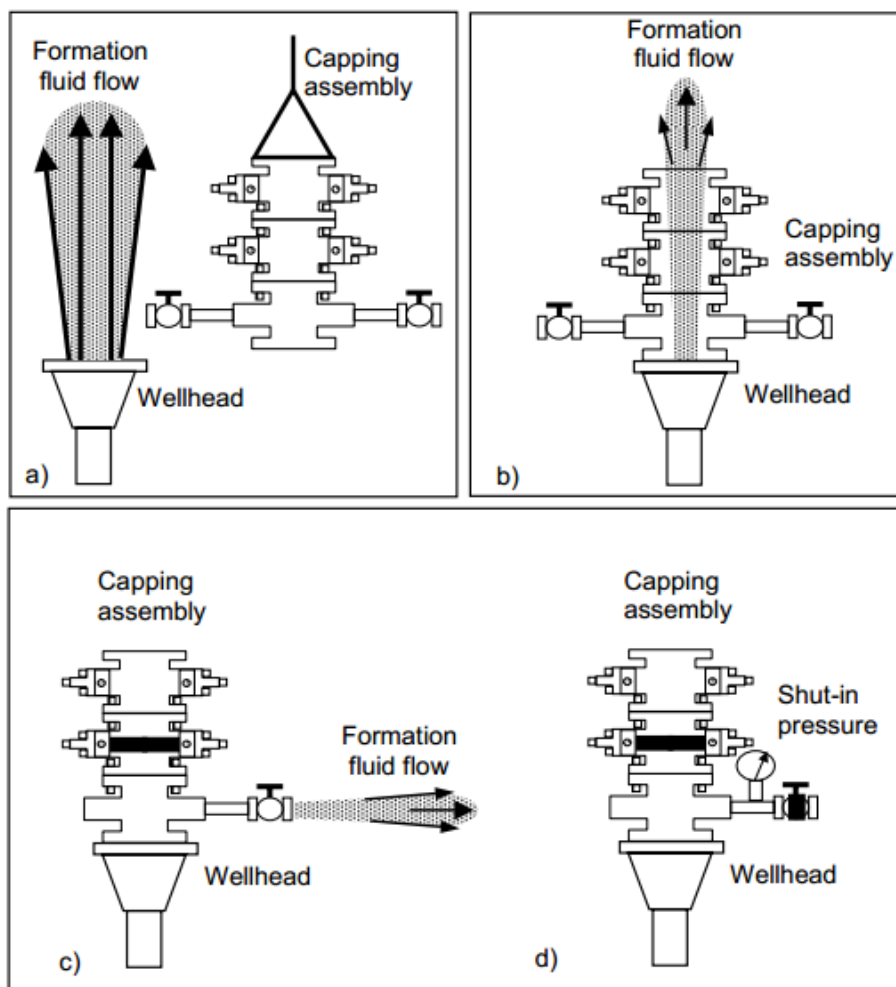 Formation
fluid flow
Capping
assembly
Wellhead
a)
Formation
fluid flow
Capping
assembly
Wellhead
b)
Capping
assembly
Formation
fluid flow
Wellhead
c)
Capping
assembly
Shut-in
pressure
Wellhead
d)